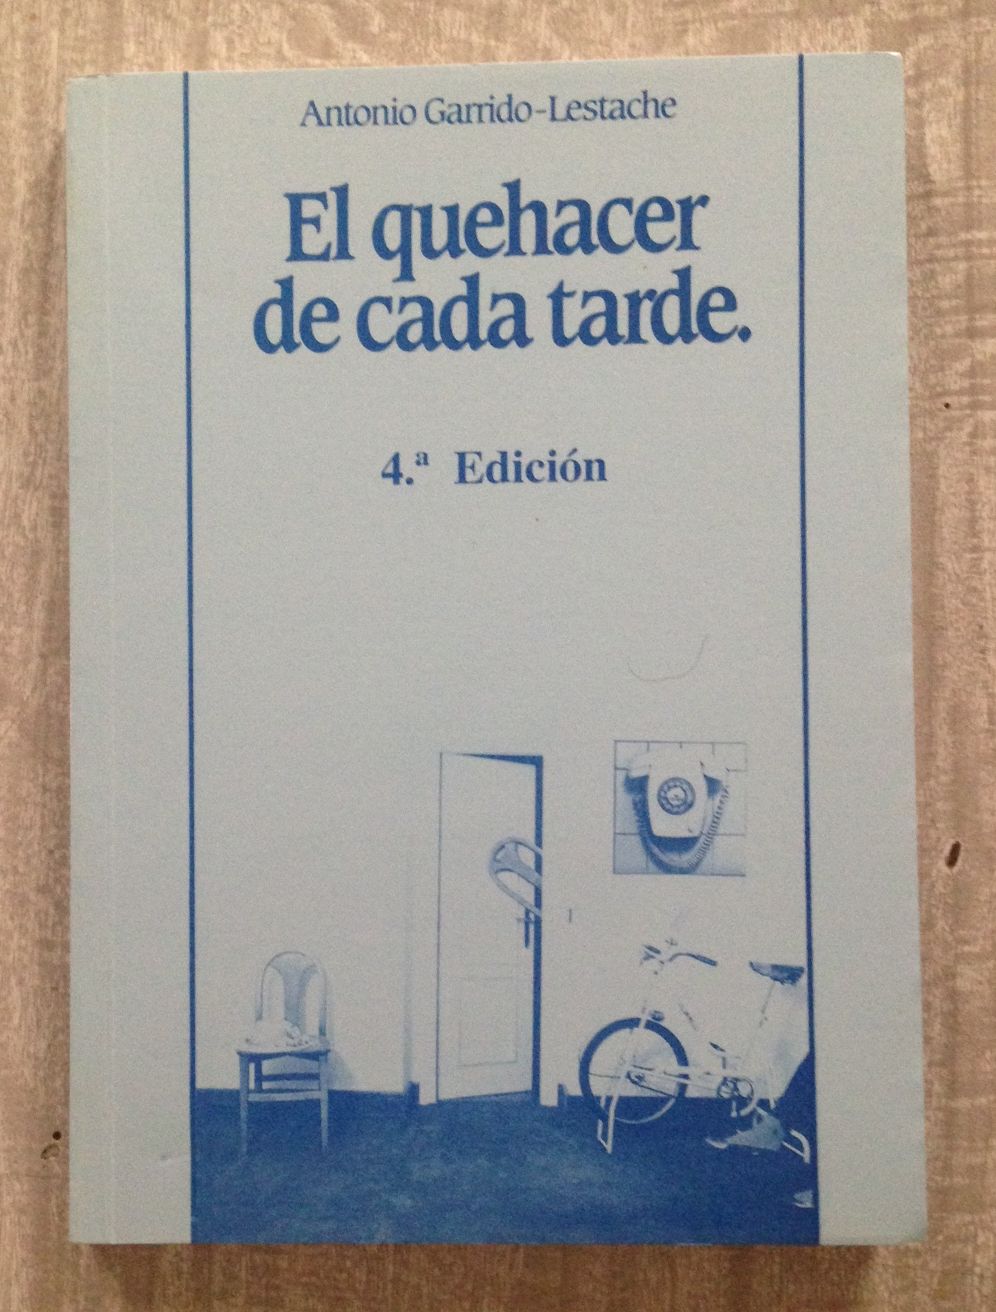 Antonio Garrido-Lestache
El quehacer
de cada tarde.
4.ª Edición